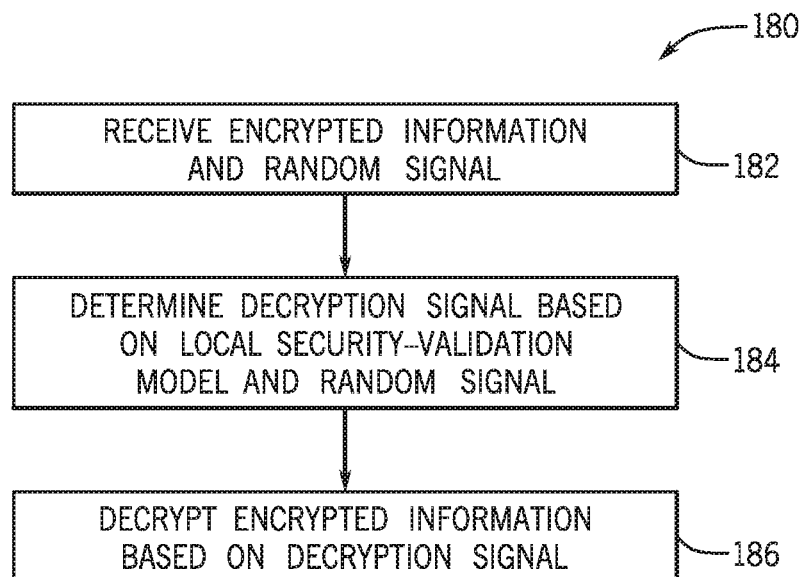 180
RECEIVE ENCRYPTED INFORMATION
AND RANDOM SIGNAL
182
DETERMINE DECRYPTION SIGNAL BASED
ON LOCAL SECURITY-VALIDATION
MODEL AND RANDOM SIGNAL
184
DECRYPT ENCRYPTED INFORMATION
BASED ON DECRYPTION SIGNAL
186